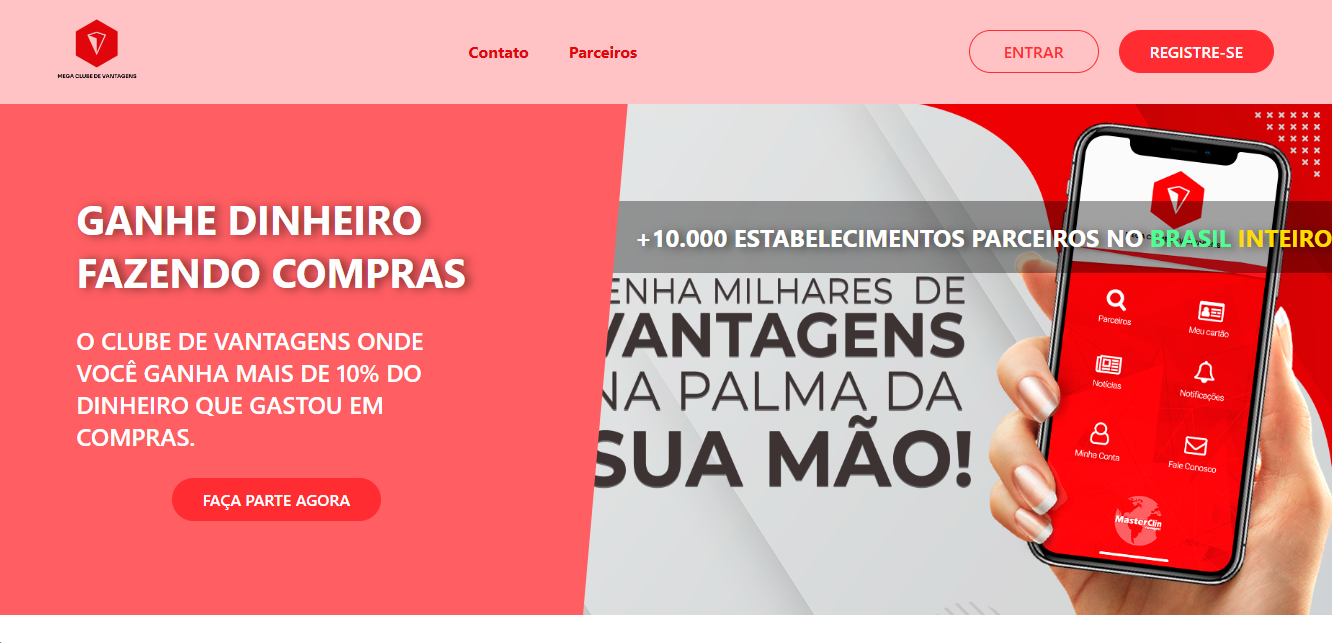 MEGA CLUBE DE VANTAGENS
Contato
Parceiros
ENTRAR
REGISTRE-SE
GANHE DINHEIRO
FAZENDO COMPRAS
O CLUBE DE VANTAGENS ONDE
VOCÊ GANHA MAIS DE 10% DO
DINHEIRO QUE GASTOU EM
COMPRAS.
FAÇA PARTE AGORA
+10.000 ESTABELECIMENTOS PARCEIROS NO BRASIL INTEIRO
ENHA MILHARES DE
VANTAGENS
NA PALMA DA
SUA MÃO!
Parceiros
Meu cartão
Notícias
Notificações
Minha Conta
Fale Conosco
MasterClin